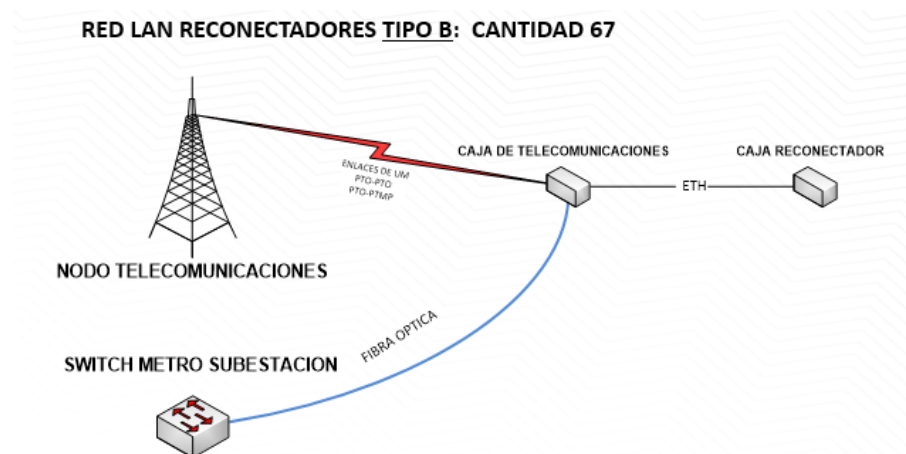 RED LAN RECONECTADORES TIPO B: CANTIDAD 67
ENLACES DE UM
PTO-PTO
PTO-PTMP
CAJA DE TELECOMUNICACIONES
CAJA RECONECTADOR
ETH
NODO TELECOMUNICACIONES
FIBRA OPTICA
SWITCH METRO SUBESTACION